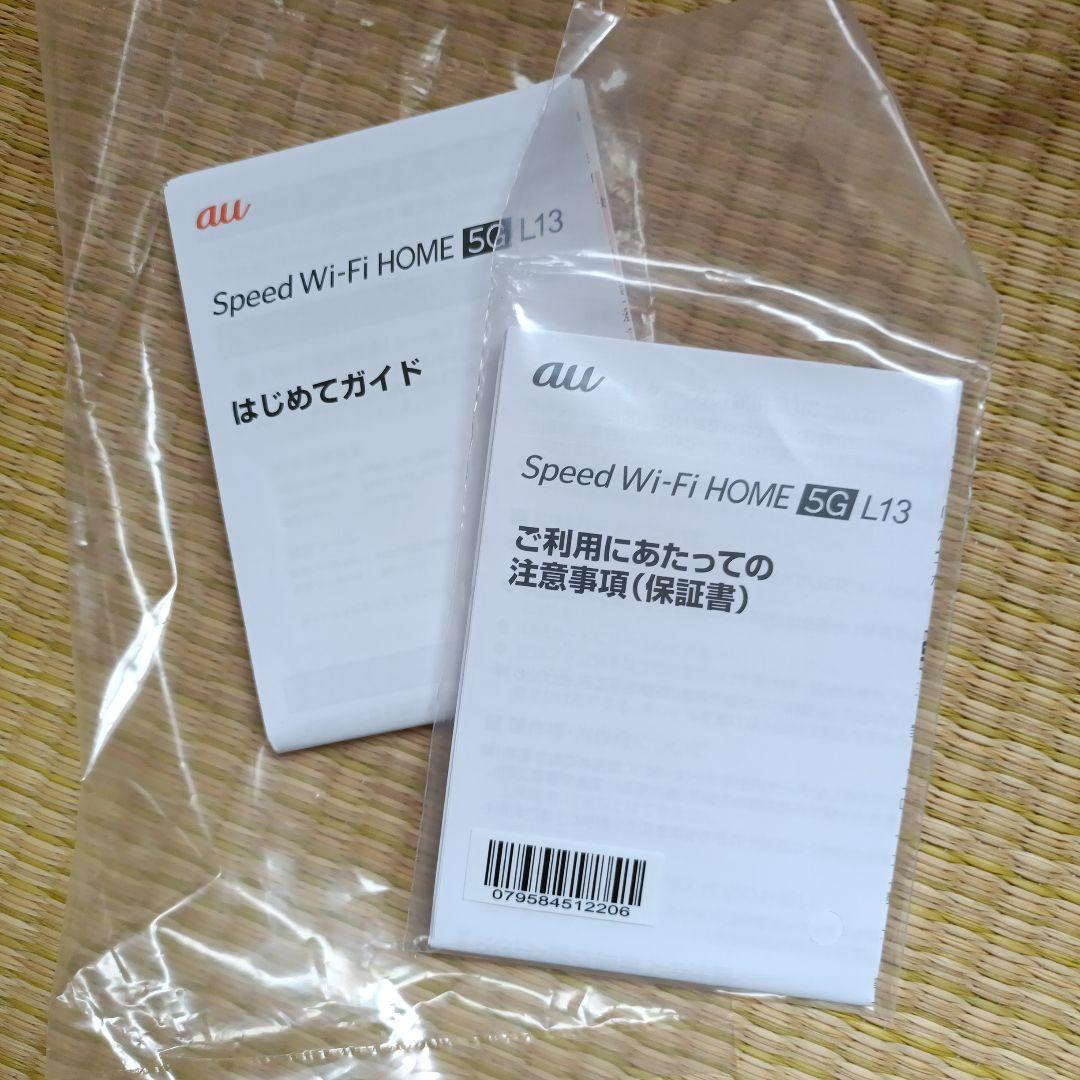 au
Speed Wi-Fi HOME 5G L13
はじめてガイド
au
Speed Wi-Fi HOME 5G L13
ご利用にあたっての
注意事項（保証書）
079584512206